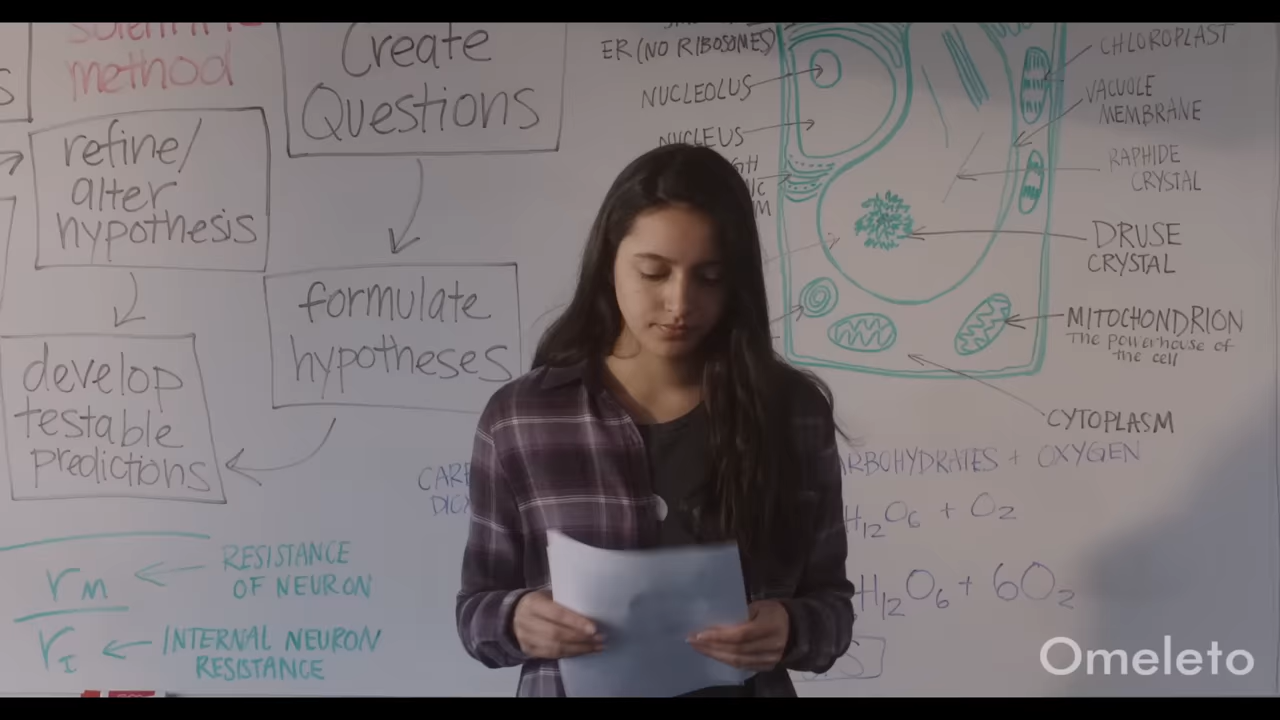 method
Create
Questions
refine/
alter
hypothesis
formulate
hypotheses
develop
testable
predictions
rm
RESISTANCE
OF NEURON
rI
INTERNAL NEURON
RESISTANCE
ER (NO RIBOSOMES)
NUCLEOLUS
NUCLEUS
CHLOROPLAST
VACUOLE
MEMBRANE
RAPHIDE
CRYSTAL
DRUSE
CRYSTAL
MITOCHONDRION
The powerhouse of
the cell
CYTOPLASM
+ OXYGEN
H12O6 + O2
H12O6 + 6O2
Omeleto